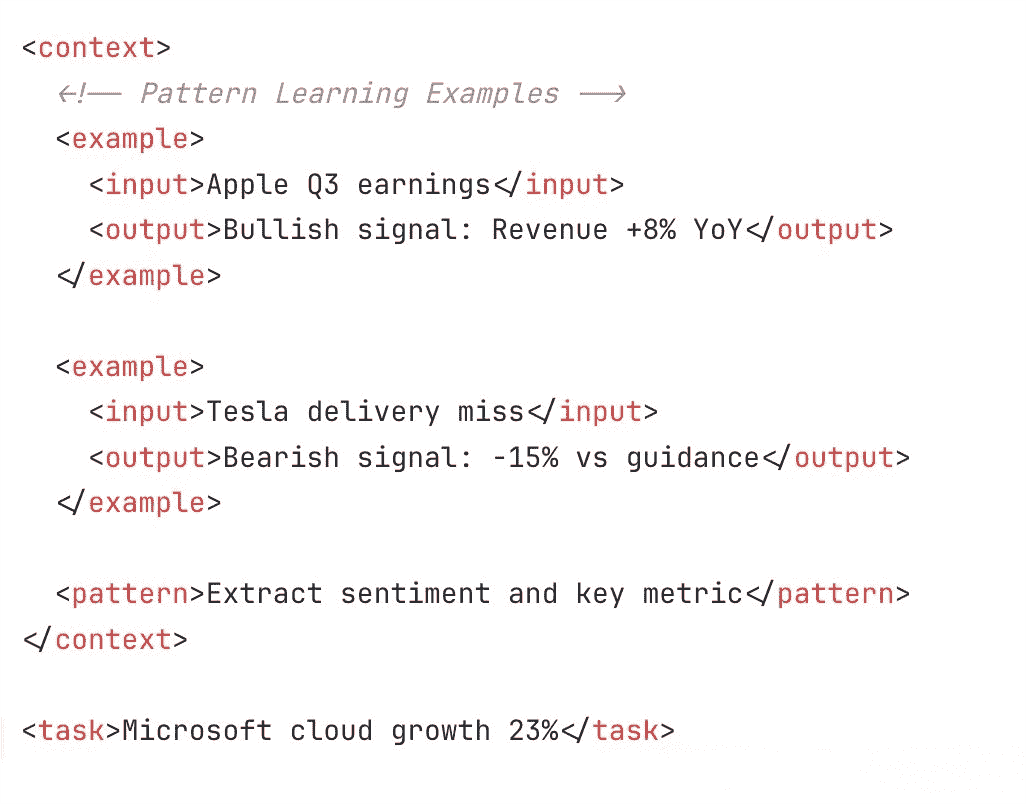 <context>
<!-- Pattern Learning Examples -->
<example>
<input>Apple Q3 earnings</input>
<output>Bullish signal: Revenue +8% YoY</output>
</example>
<example>
<input>Tesla delivery miss</input>
<output>Bearish signal: -15% vs guidance</output>
</example>
<pattern>Extract sentiment and key metric</pattern>
</context>
<task>Microsoft cloud growth 23%</task>